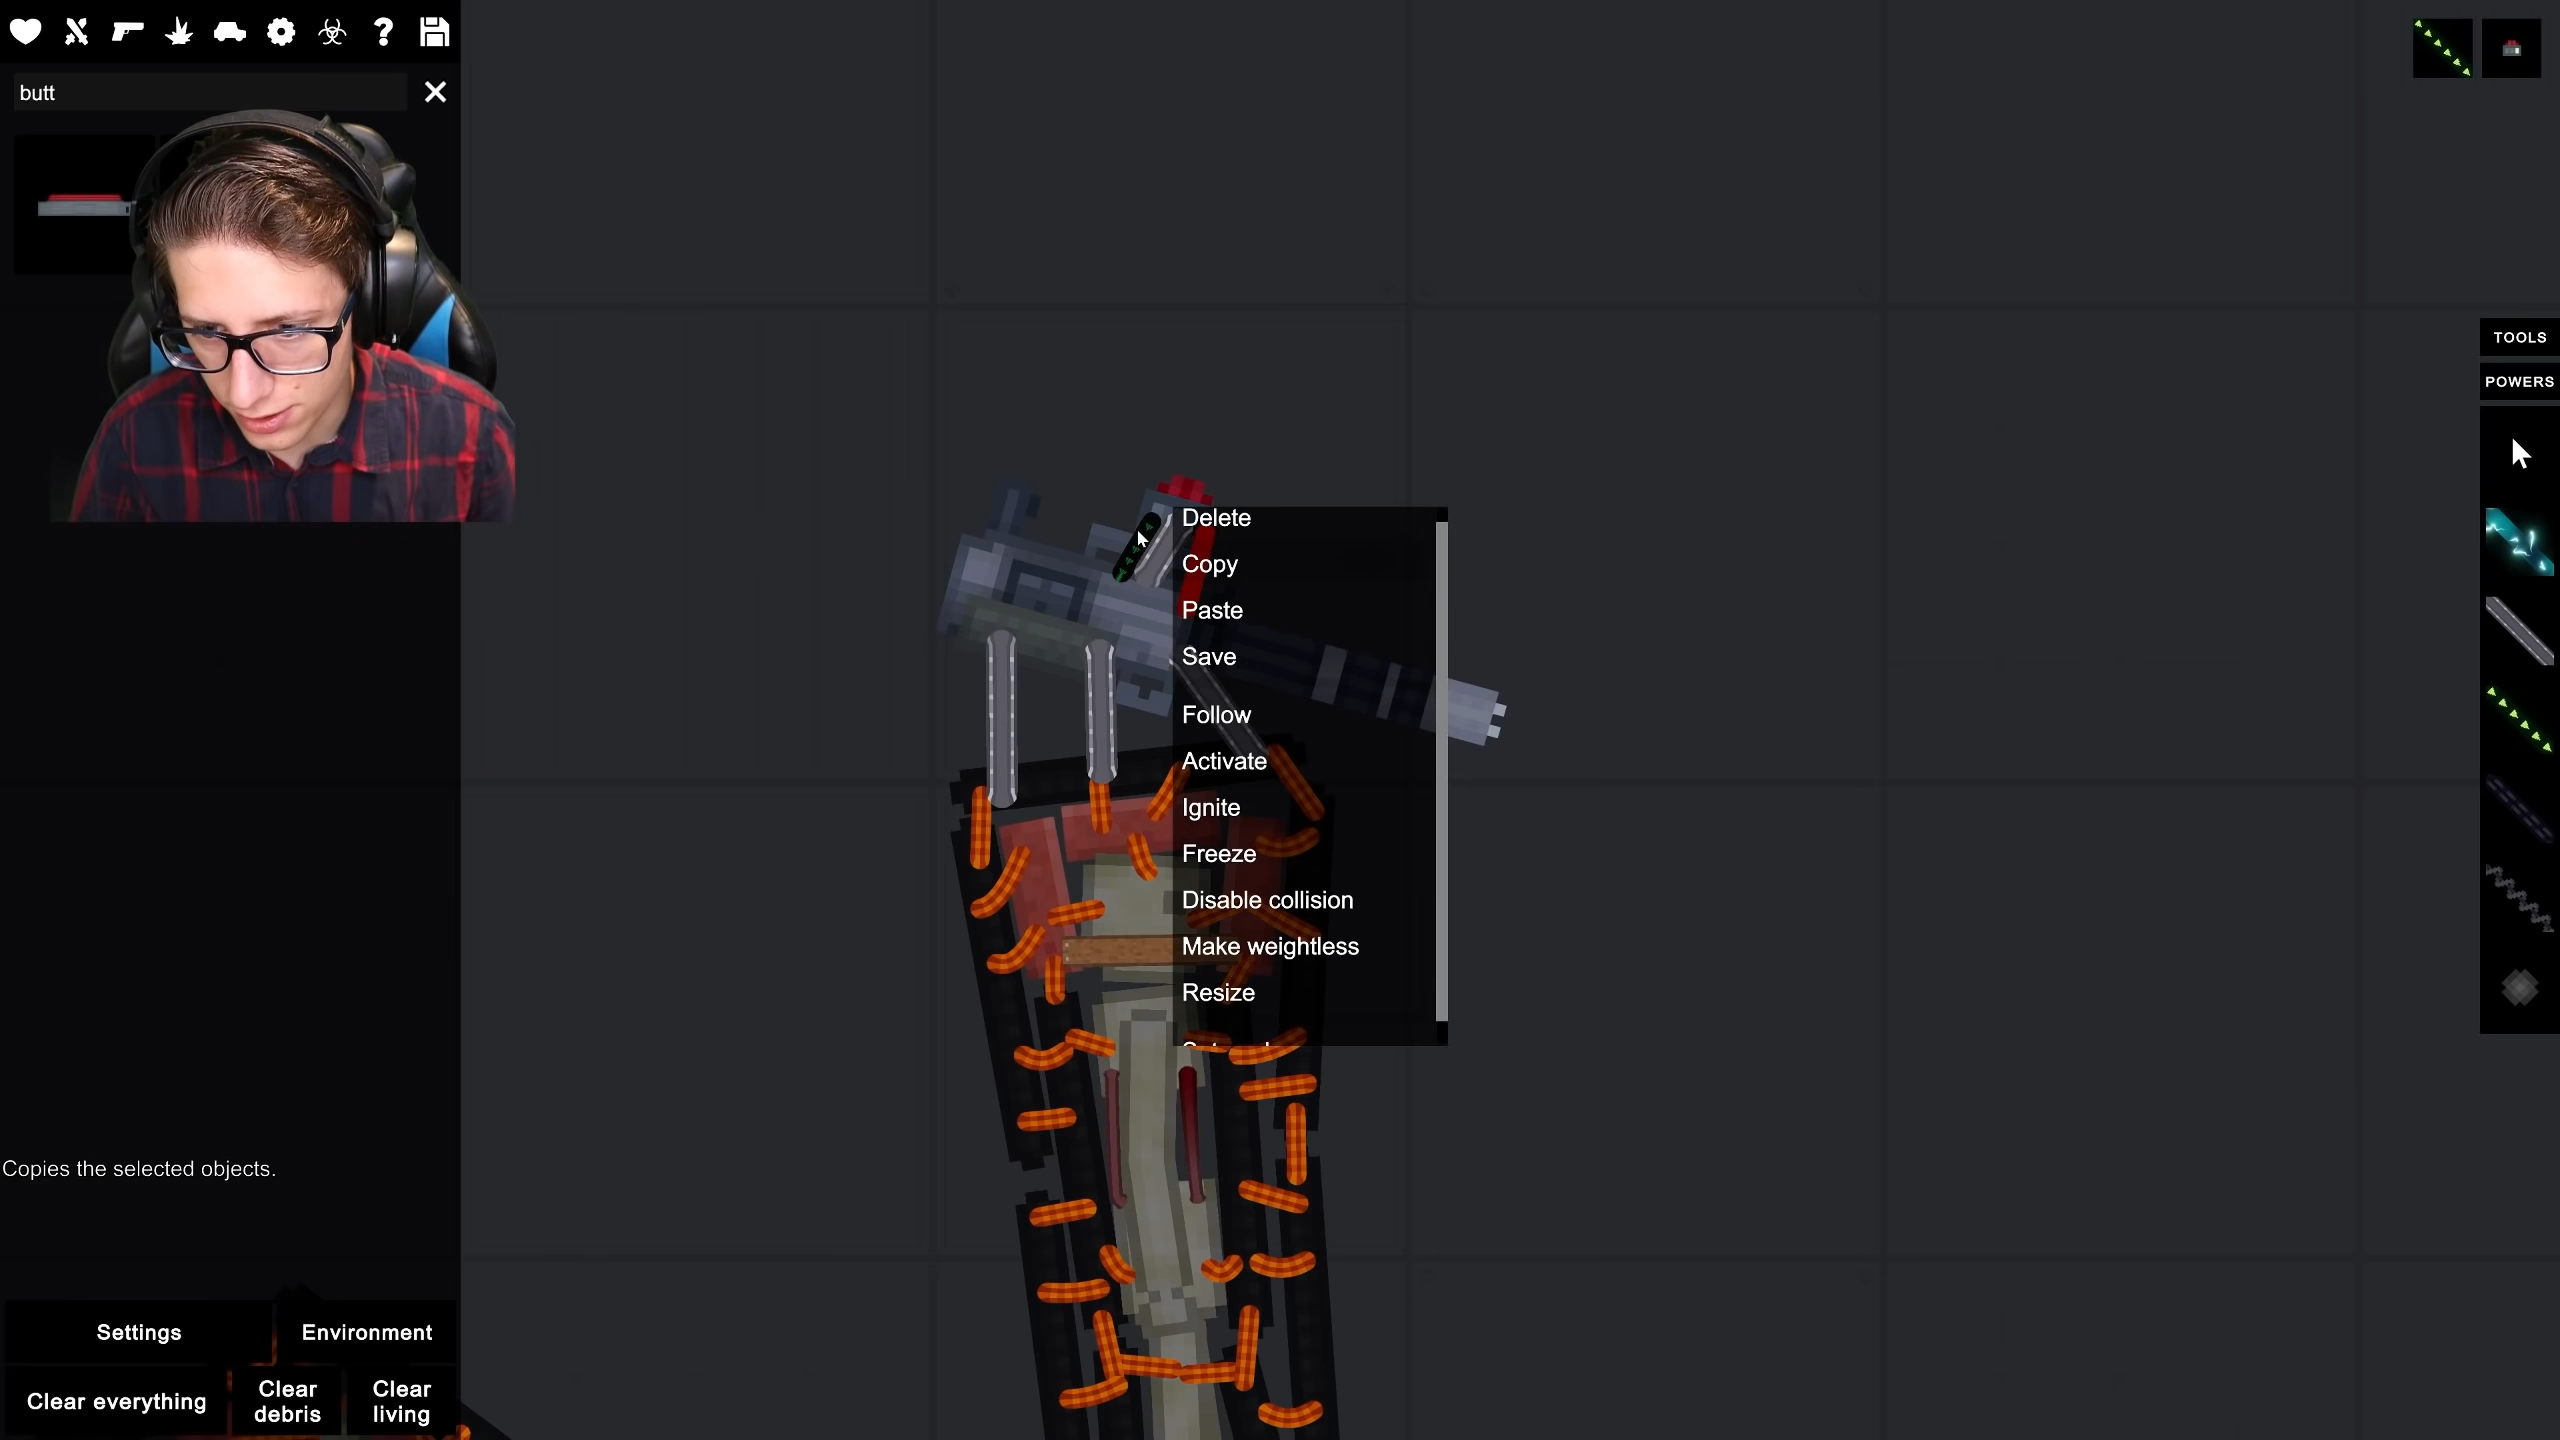 butt
TOOLS
POWERS
Delete
Copy
Paste
Save
Follow
Activate
Ignite
Freeze
Disable collision
Make weightless
Resize
Copies the selected objects.
Settings
Environment
Clear everything
Clear
debris
Clear
living